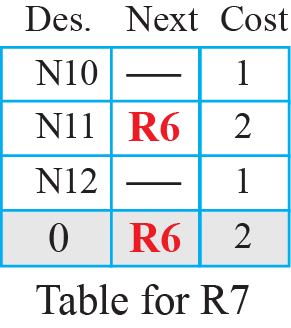 Des. Next Cost
N10 — 1
N11 R6 2
N12 — 1
0 R6 2
Table for R7